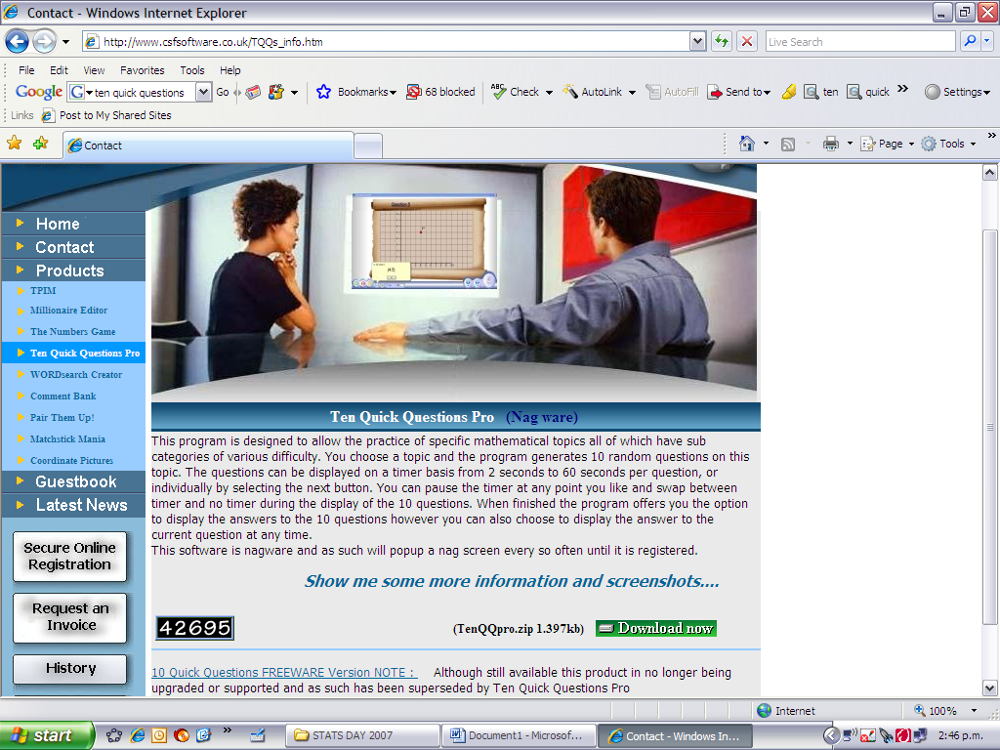 Contact - Windows Internet Explorer
http://www.csfsoftware.co.uk/TQQs_info.htm
Live Search
File Edit View Favorites Tools Help
Google ten quick questions Go Bookmarks 68 blocked Check AutoLink AutoFill Send to ten quick Settings
Links Post to My Shared Sites
Contact
Page Tools
Home
Contact
Products
TPIM
Millionaire Editor
The Numbers Game
Ten Quick Questions Pro
WORDsearch Creator
Comment Bank
Pair Them Up!
Matchstick Mania
Coordinate Pictures
Guestbook
Latest News
Secure Online
Registration
Request an
Invoice
History
Ten Quick Questions Pro (Nag ware)
This program is designed to allow the practice of specific mathematical topics all of which have sub
categories of various difficulty. You choose a topic and the program generates 10 random questions on this
topic. The questions can be displayed on a timer basis from 2 seconds to 60 seconds per question, or
individually by selecting the next button. You can pause the timer at any point you like and swap between
timer and no timer during the display of the 10 questions. When finished the program offers you the option
to display the answers to the 10 questions however you can also choose to display the answer to the
current question at any time.
This software is nagware and as such will popup a nag screen every so often until it is registered.
Show me some more information and screenshots....
42695
(TenQQpro.zip 1.397kb) Download now
10 Quick Questions FREEWARE Version NOTE : Although still available this product in no longer being
upgraded or supported and as such has been superseded by Ten Quick Questions Pro
Internet 100%
start STATS DAY 2007 Document1 - Microsof... Contact - Windows In... 2:46 p.m.